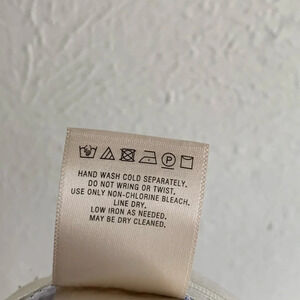 HAND WASH COLD SEPARATELY.
DO NOT WRING OR TWIST.
USE ONLY NON-CHLORINE BLEACH.
LINE DRY.
LOW IRON AS NEEDED.
MAY BE DRY CLEANED.